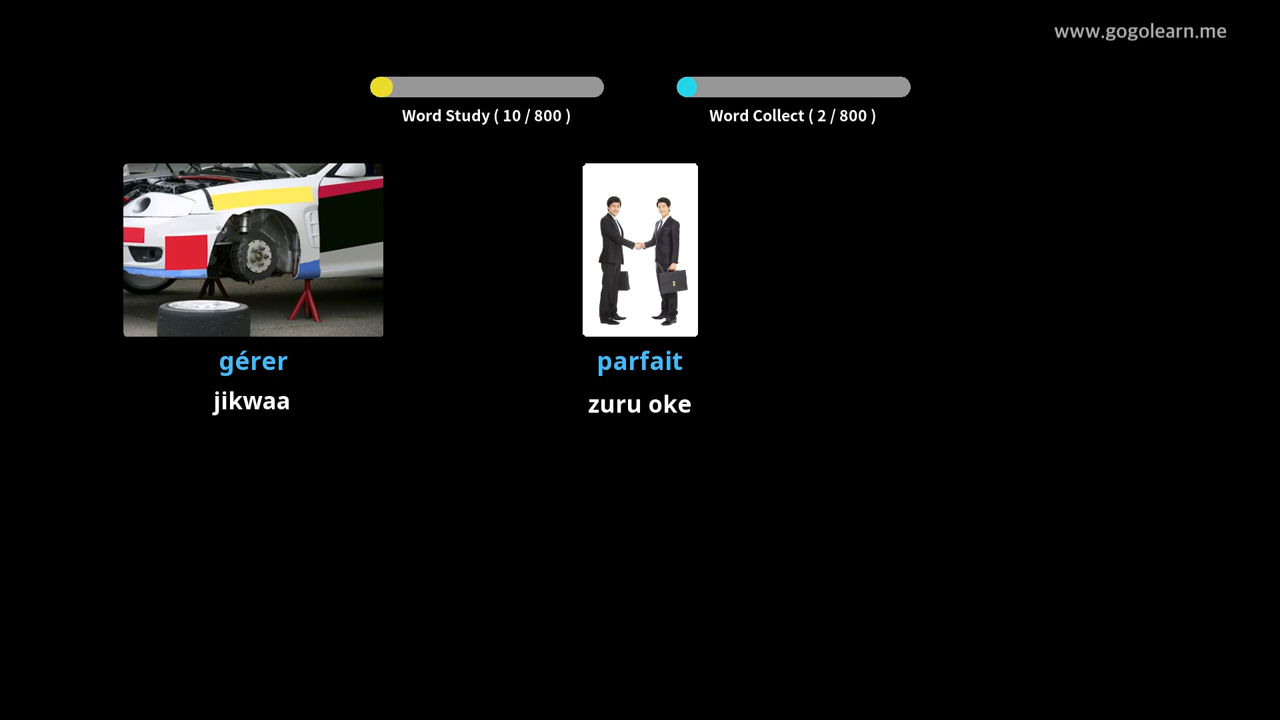 www.gogolearn.me
Word Study ( 10 / 800 )
Word Collect ( 2 / 800 )
gérer
jikwaa
parfait
zuru oke